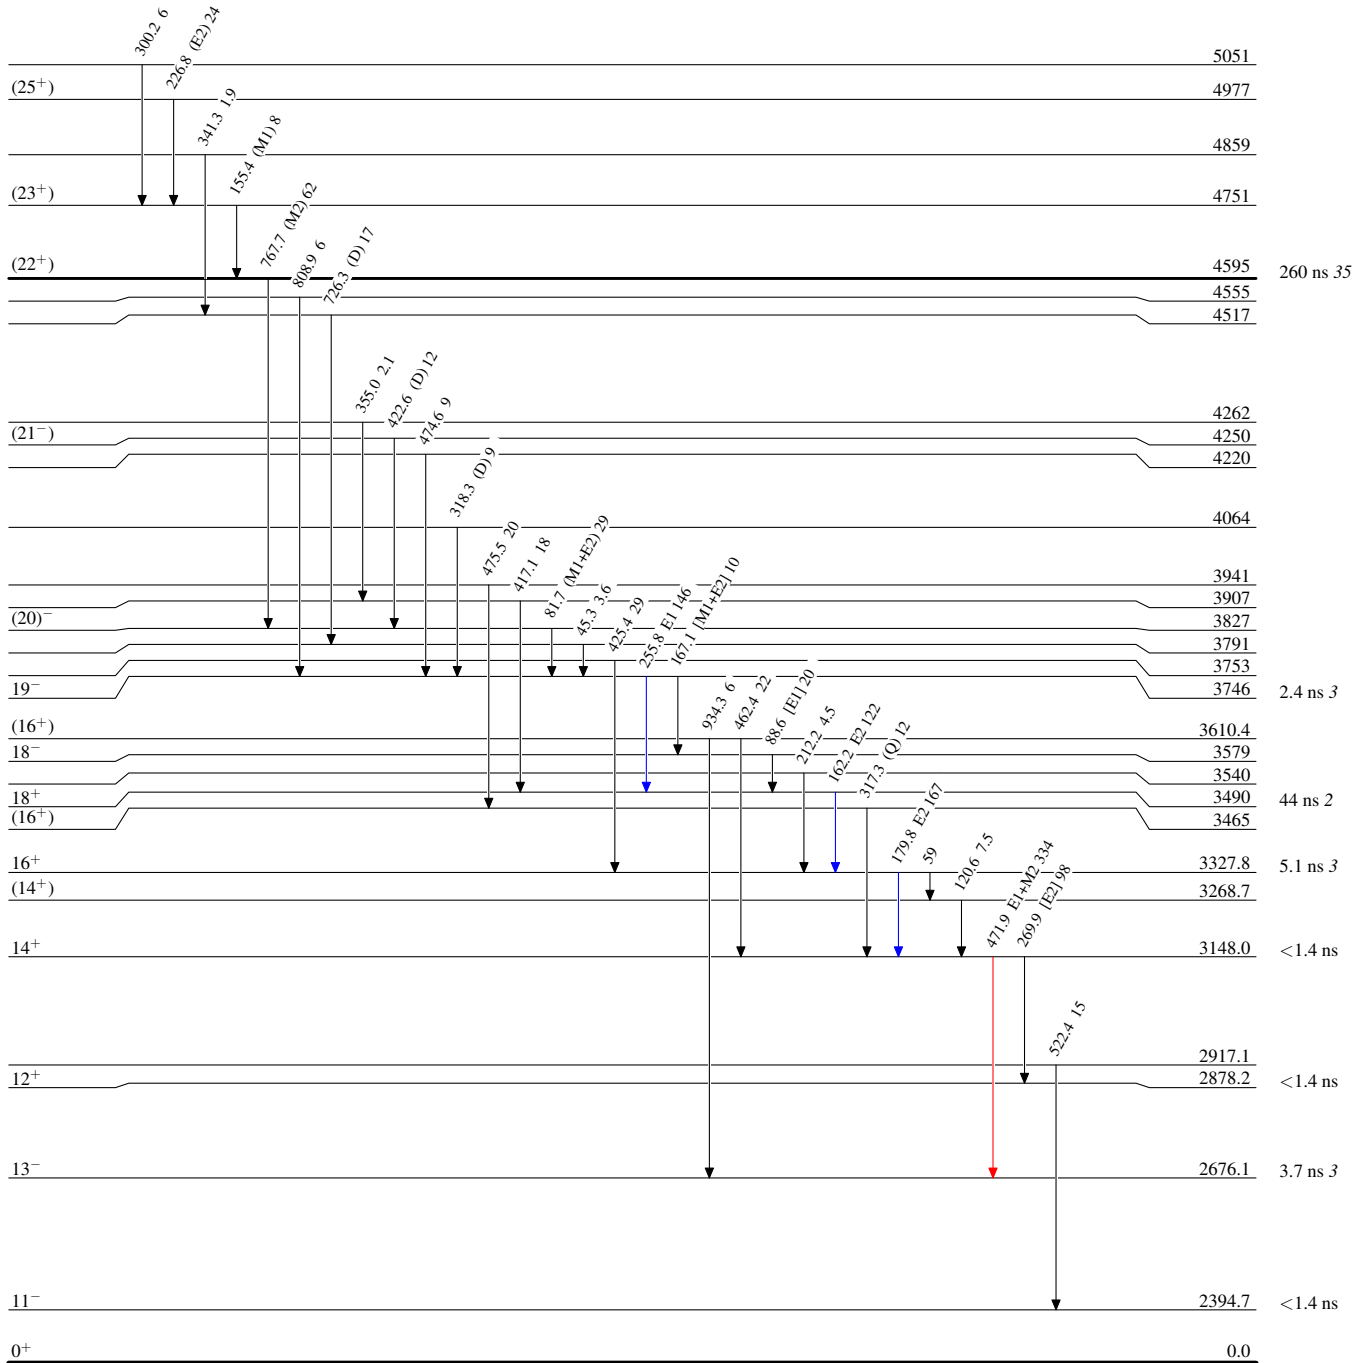 300.2 6
226.8 (E2) 24
341.3 1.9
155.4 (M1) 8
767.7 (M2) 62
808.9 6
726.3 (D) 17
355.0 2.1
422.6 (D) 12
474.6 9
318.3 (D) 9
475.5 20
417.1 18
81.7 (M1+E2) 29
45.3 3.6
425.4 29
255.8 E1 146
167.1 [M1+E2] 10
934.3 6
462.4 22
88.6 [E1] 20
212.2 4.5
162.2 E2 122
317.3 (Q) 12
179.8 E2 167
59
120.6 7.5
471.9 E1+M2 334
269.9 [E2] 98
522.4 15
5051
(25⁺) 4977
4859
(23⁺) 4751
(22⁺) 4595 260 ns 35
4555
4517
4262
(21⁻) 4250
4220
4064
3941
3907
(20)⁻ 3827
3791
3753
19⁻ 3746 2.4 ns 3
(16⁺) 3610.4
18⁻ 3579
3540
18⁺ 3490 44 ns 2
(16⁺) 3465
16⁺ 3327.8 5.1 ns 3
(14⁺) 3268.7
14⁺ 3148.0 <1.4 ns
2917.1
12⁺ 2878.2 <1.4 ns
13⁻ 2676.1 3.7 ns 3
11⁻ 2394.7 <1.4 ns
0⁺ 0.0